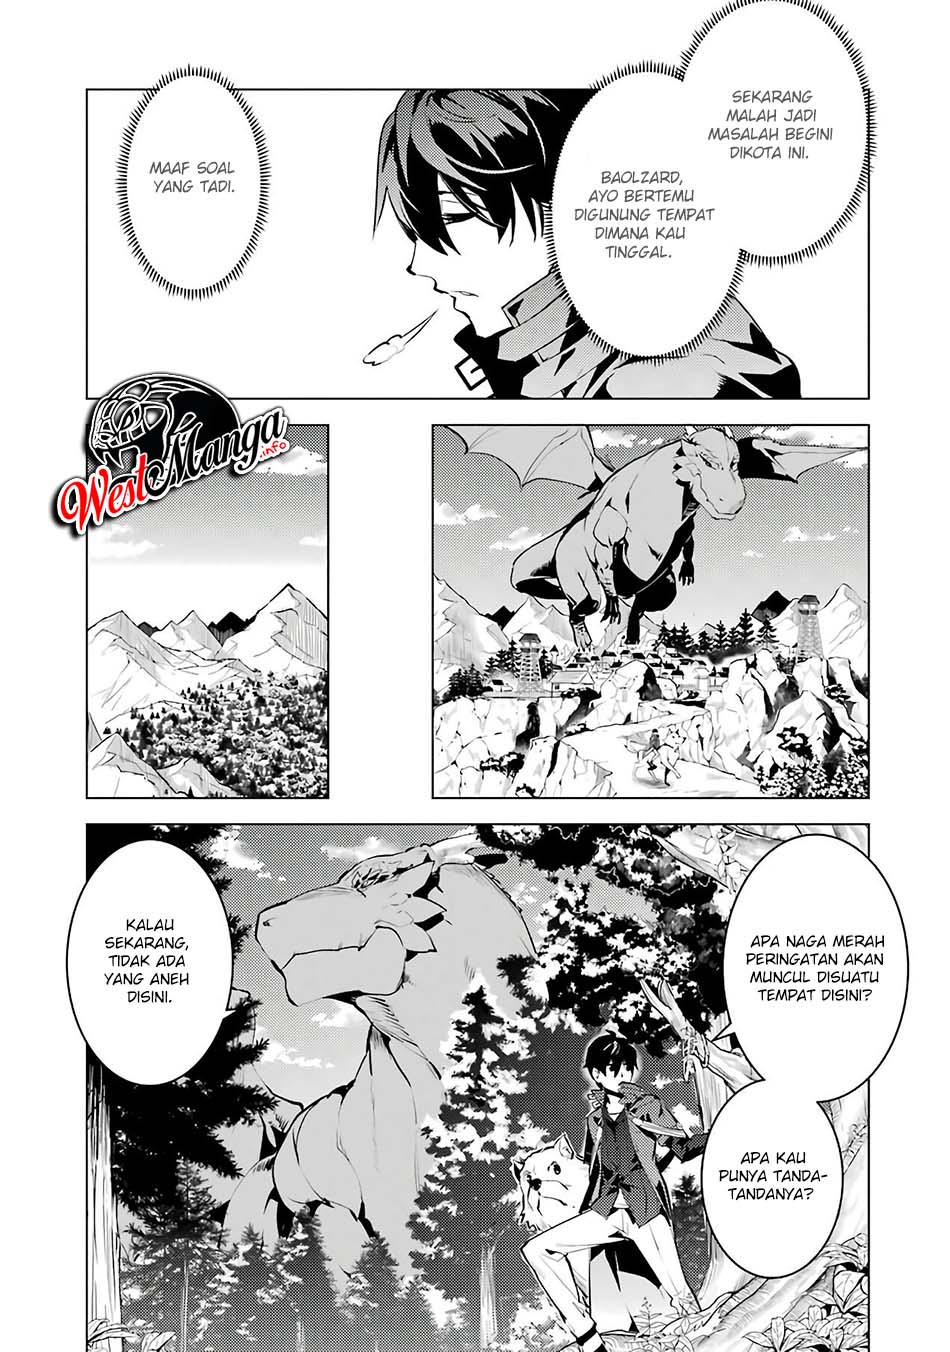 SEKARANG
MALAH JADI
MASALAH BEGINI
DIKOTA INI.
BAOLZARD,
AYO BERTEMU
DIGUNUNG TEMPAT
DIMANA KAU
TINGGAL.
MAAF SOAL
YANG TADI.
WestManga
.info
APA NAGA MERAH
PERINGATAN AKAN
MUNCUL DISUATU
TEMPAT DISINI?
APA KAU
PUNYA TANDA-
TANDANYA?
KALAU
SEKARANG,
TIDAK ADA
YANG ANEH
DISINI.